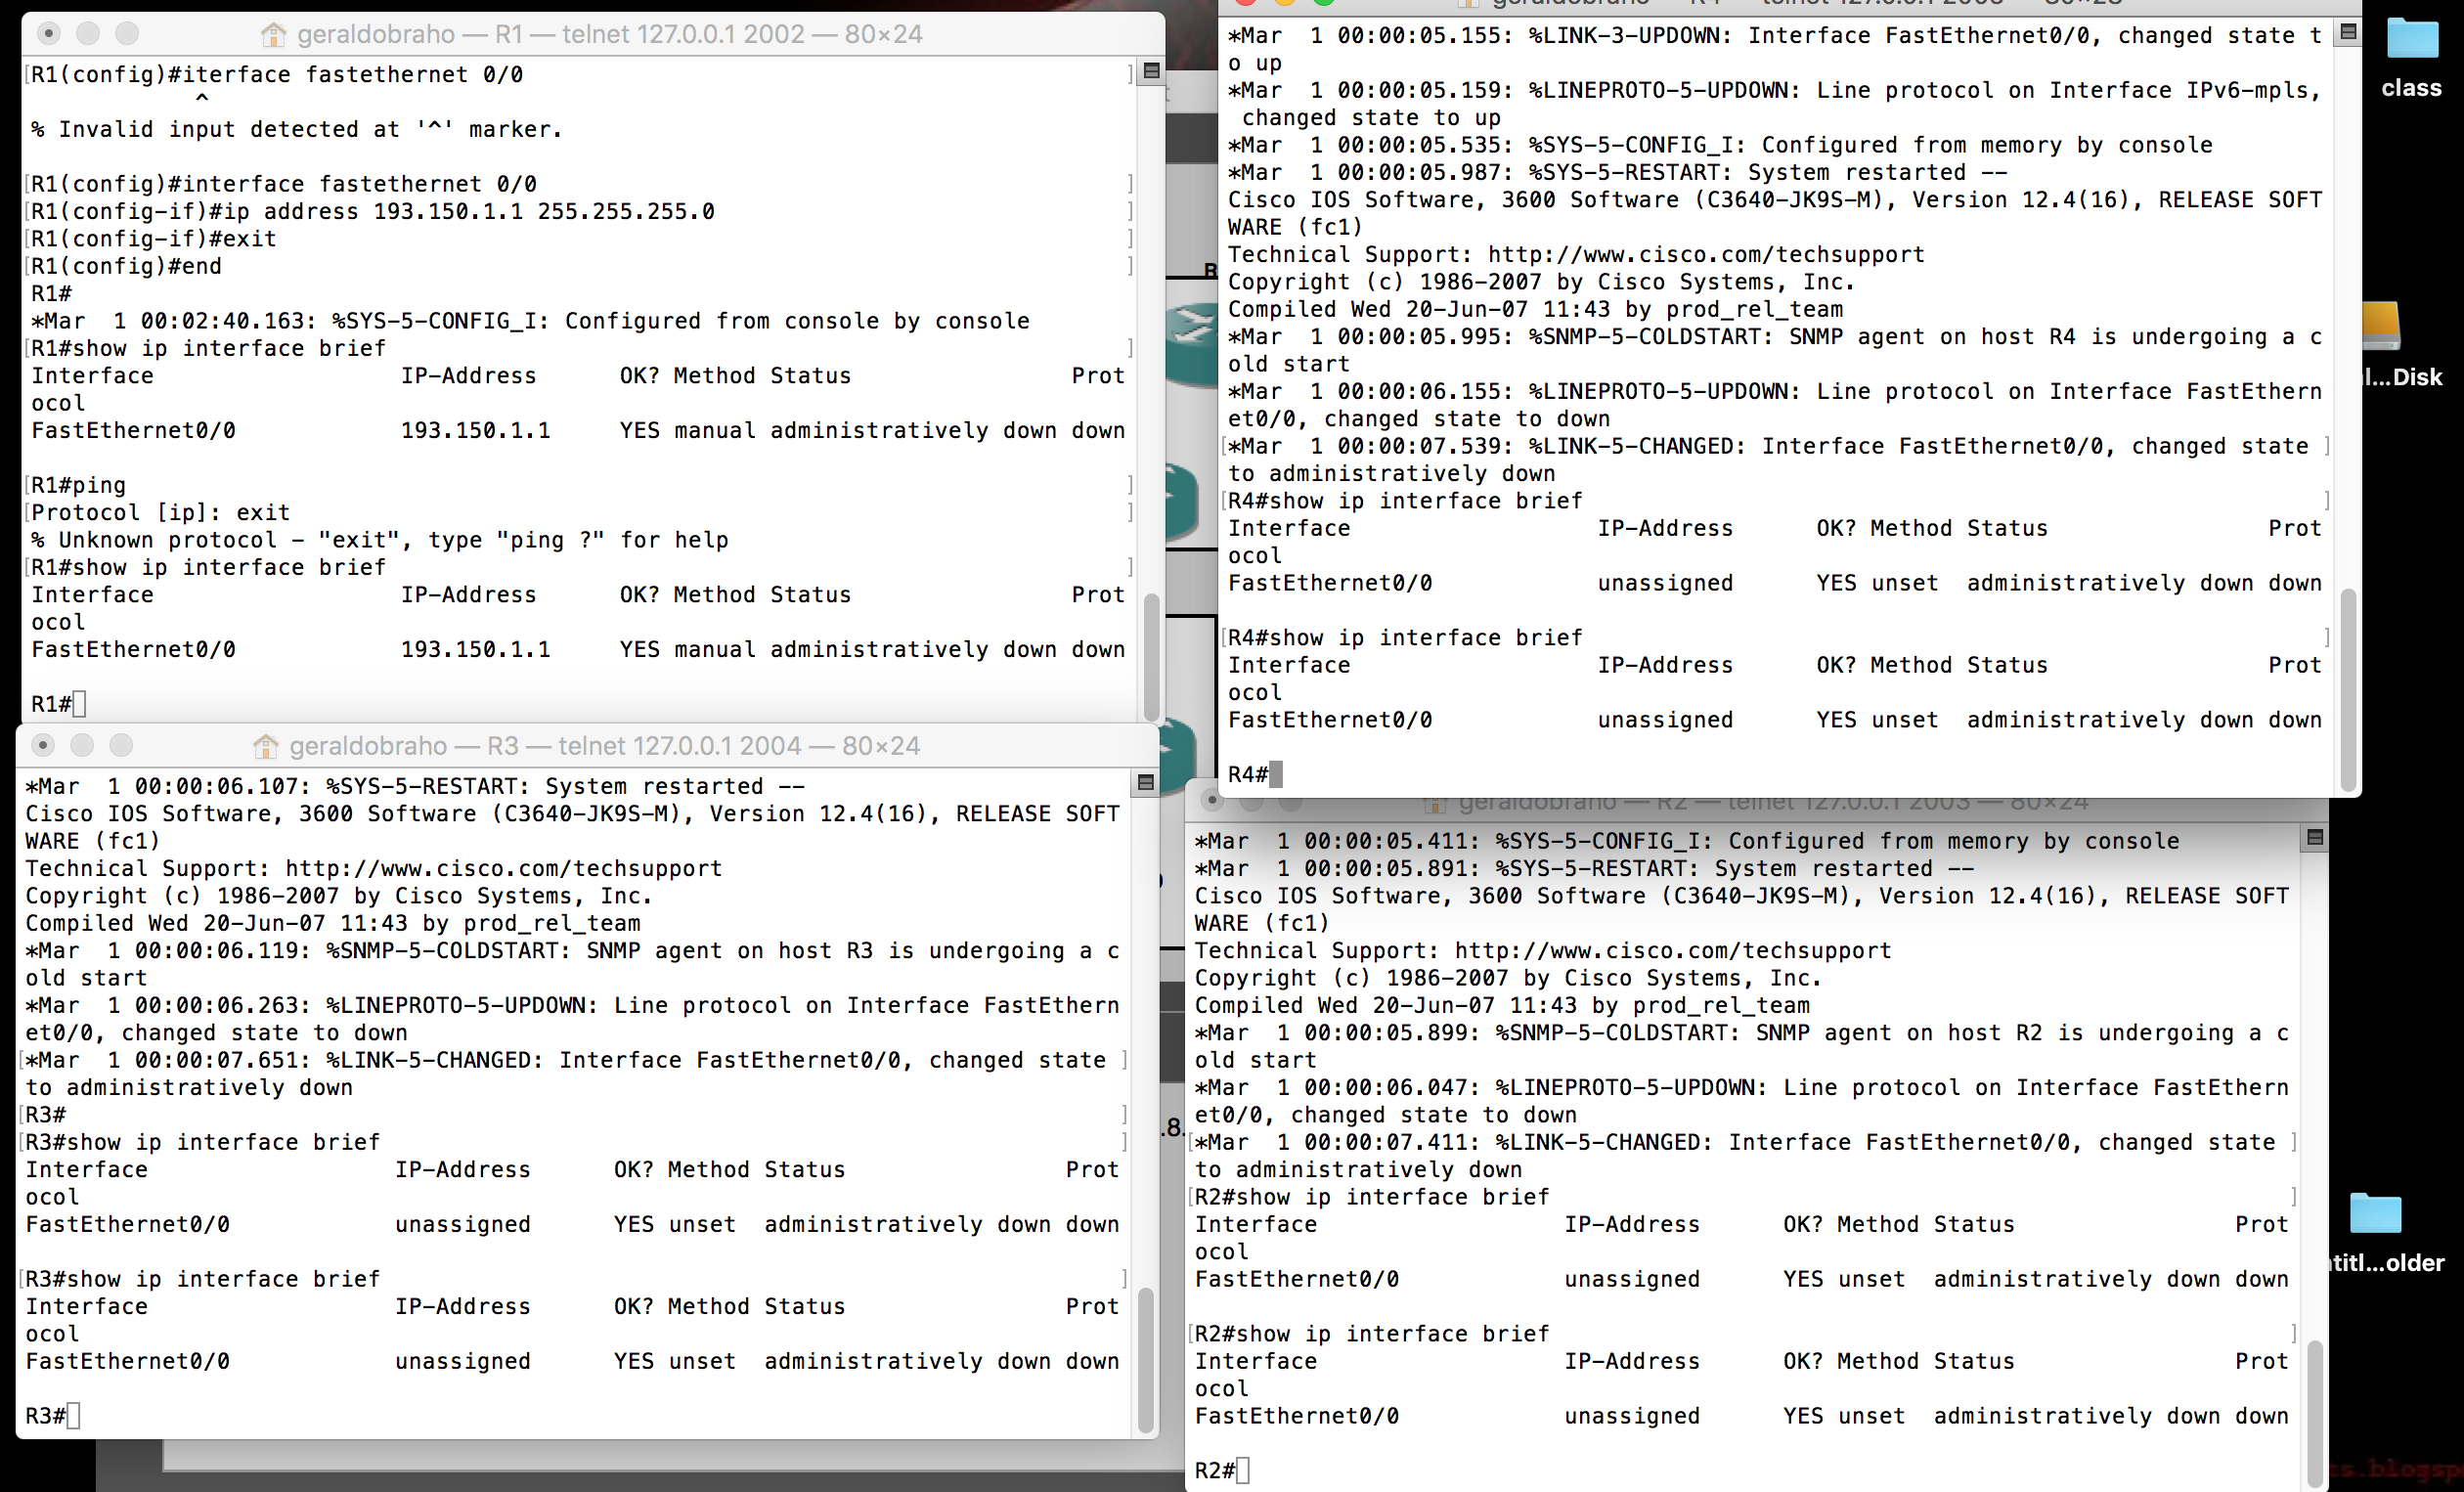 geraldobraho — R1 — telnet 127.0.0.1 2002 — 80×24
R1(config)#iterface fastethernet 0/0
^
% Invalid input detected at '^' marker.
R1(config)#interface fastethernet 0/0
R1(config-if)#ip address 193.150.1.1 255.255.255.0
R1(config-if)#exit
R1(config)#end
R1#
*Mar  1 00:02:40.163: %SYS-5-CONFIG_I: Configured from console by console
R1#show ip interface brief
Interface                  IP-Address      OK? Method Status                Prot
ocol
FastEthernet0/0            193.150.1.1     YES manual administratively down down
R1#ping
Protocol [ip]: exit
% Unknown protocol - "exit", type "ping ?" for help
R1#show ip interface brief
Interface                  IP-Address      OK? Method Status                Prot
ocol
FastEthernet0/0            193.150.1.1     YES manual administratively down down
R1#
*Mar  1 00:00:05.155: %LINK-3-UPDOWN: Interface FastEthernet0/0, changed state t
o up
*Mar  1 00:00:05.159: %LINEPROTO-5-UPDOWN: Line protocol on Interface IPv6-mpls,
changed state to up
*Mar  1 00:00:05.535: %SYS-5-CONFIG_I: Configured from memory by console
*Mar  1 00:00:05.987: %SYS-5-RESTART: System restarted --
Cisco IOS Software, 3600 Software (C3640-JK9S-M), Version 12.4(16), RELEASE SOFT
WARE (fc1)
Technical Support: http://www.cisco.com/techsupport
Copyright (c) 1986-2007 by Cisco Systems, Inc.
Compiled Wed 20-Jun-07 11:43 by prod_rel_team
*Mar  1 00:00:05.995: %SNMP-5-COLDSTART: SNMP agent on host R4 is undergoing a c
old start
*Mar  1 00:00:06.155: %LINEPROTO-5-UPDOWN: Line protocol on Interface FastEthern
et0/0, changed state to down
*Mar  1 00:00:07.539: %LINK-5-CHANGED: Interface FastEthernet0/0, changed state
to administratively down
R4#show ip interface brief
Interface                  IP-Address      OK? Method Status                Prot
ocol
FastEthernet0/0            unassigned      YES unset  administratively down down
R4#show ip interface brief
Interface                  IP-Address      OK? Method Status                Prot
ocol
FastEthernet0/0            unassigned      YES unset  administratively down down
R4#
geraldobraho — R3 — telnet 127.0.0.1 2004 — 80×24
*Mar  1 00:00:06.107: %SYS-5-RESTART: System restarted --
Cisco IOS Software, 3600 Software (C3640-JK9S-M), Version 12.4(16), RELEASE SOFT
WARE (fc1)
Technical Support: http://www.cisco.com/techsupport
Copyright (c) 1986-2007 by Cisco Systems, Inc.
Compiled Wed 20-Jun-07 11:43 by prod_rel_team
*Mar  1 00:00:06.119: %SNMP-5-COLDSTART: SNMP agent on host R3 is undergoing a c
old start
*Mar  1 00:00:06.263: %LINEPROTO-5-UPDOWN: Line protocol on Interface FastEthern
et0/0, changed state to down
*Mar  1 00:00:07.651: %LINK-5-CHANGED: Interface FastEthernet0/0, changed state
to administratively down
R3#
R3#show ip interface brief
Interface                  IP-Address      OK? Method Status                Prot
ocol
FastEthernet0/0            unassigned      YES unset  administratively down down
R3#show ip interface brief
Interface                  IP-Address      OK? Method Status                Prot
ocol
FastEthernet0/0            unassigned      YES unset  administratively down down
R3#
geraldobraho — R2 — telnet 127.0.0.1 2003 — 80×24
*Mar  1 00:00:05.411: %SYS-5-CONFIG_I: Configured from memory by console
*Mar  1 00:00:05.891: %SYS-5-RESTART: System restarted --
Cisco IOS Software, 3600 Software (C3640-JK9S-M), Version 12.4(16), RELEASE SOFT
WARE (fc1)
Technical Support: http://www.cisco.com/techsupport
Copyright (c) 1986-2007 by Cisco Systems, Inc.
Compiled Wed 20-Jun-07 11:43 by prod_rel_team
*Mar  1 00:00:05.899: %SNMP-5-COLDSTART: SNMP agent on host R2 is undergoing a c
old start
*Mar  1 00:00:06.047: %LINEPROTO-5-UPDOWN: Line protocol on Interface FastEthern
et0/0, changed state to down
*Mar  1 00:00:07.411: %LINK-5-CHANGED: Interface FastEthernet0/0, changed state
to administratively down
R2#show ip interface brief
Interface                  IP-Address      OK? Method Status                Prot
ocol
FastEthernet0/0            unassigned      YES unset  administratively down down
R2#show ip interface brief
Interface                  IP-Address      OK? Method Status                Prot
ocol
FastEthernet0/0            unassigned      YES unset  administratively down down
R2#
R
.8.
class
l...Disk
titl...older